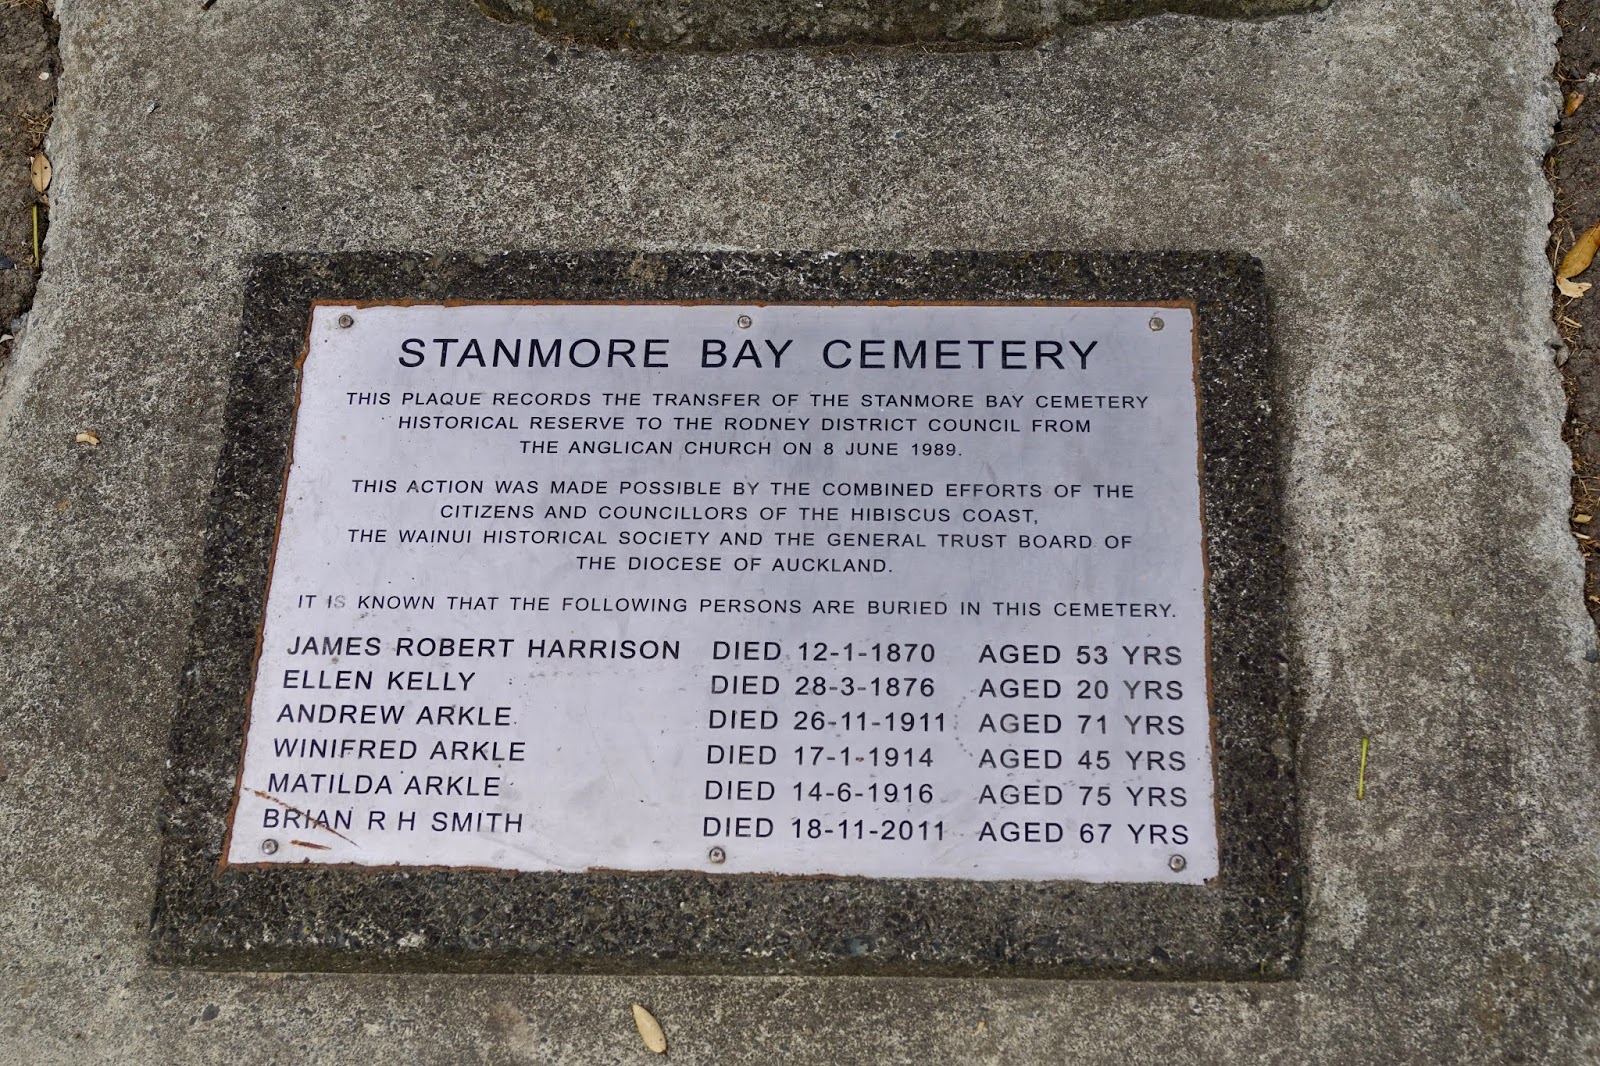 STANMORE BAY CEMETERY
THIS PLAQUE RECORDS THE TRANSFER OF THE STANMORE BAY CEMETERY
HISTORICAL RESERVE TO THE RODNEY DISTRICT COUNCIL FROM
THE ANGLICAN CHURCH ON 8 JUNE 1989.
THIS ACTION WAS MADE POSSIBLE BY THE COMBINED EFFORTS OF THE
CITIZENS AND COUNCILLORS OF THE HIBISCUS COAST,
THE WAINUI HISTORICAL SOCIETY AND THE GENERAL TRUST BOARD OF
THE DIOCESE OF AUCKLAND.
IT IS KNOWN THAT THE FOLLOWING PERSONS ARE BURIED IN THIS CEMETERY.
JAMES ROBERT HARRISON DIED 12-1-1870 AGED 53 YRS
ELLEN KELLY DIED 28-3-1876 AGED 20 YRS
ANDREW ARKLE DIED 26-11-1911 AGED 71 YRS
WINIFRED ARKLE DIED 17-1-1914 AGED 45 YRS
MATILDA ARKLE DIED 14-6-1916 AGED 75 YRS
BRIAN R H SMITH DIED 18-11-2011 AGED 67 YRS